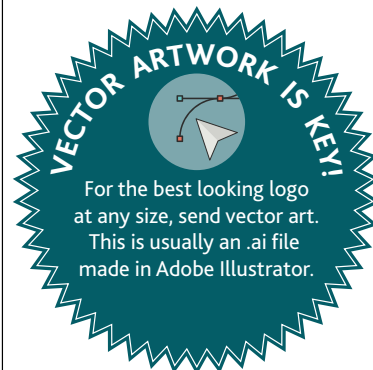 VECTOR ARTWORK IS KEY!
For the best looking logo
at any size, send vector art.
This is usually an .ai file
made in Adobe Illustrator.